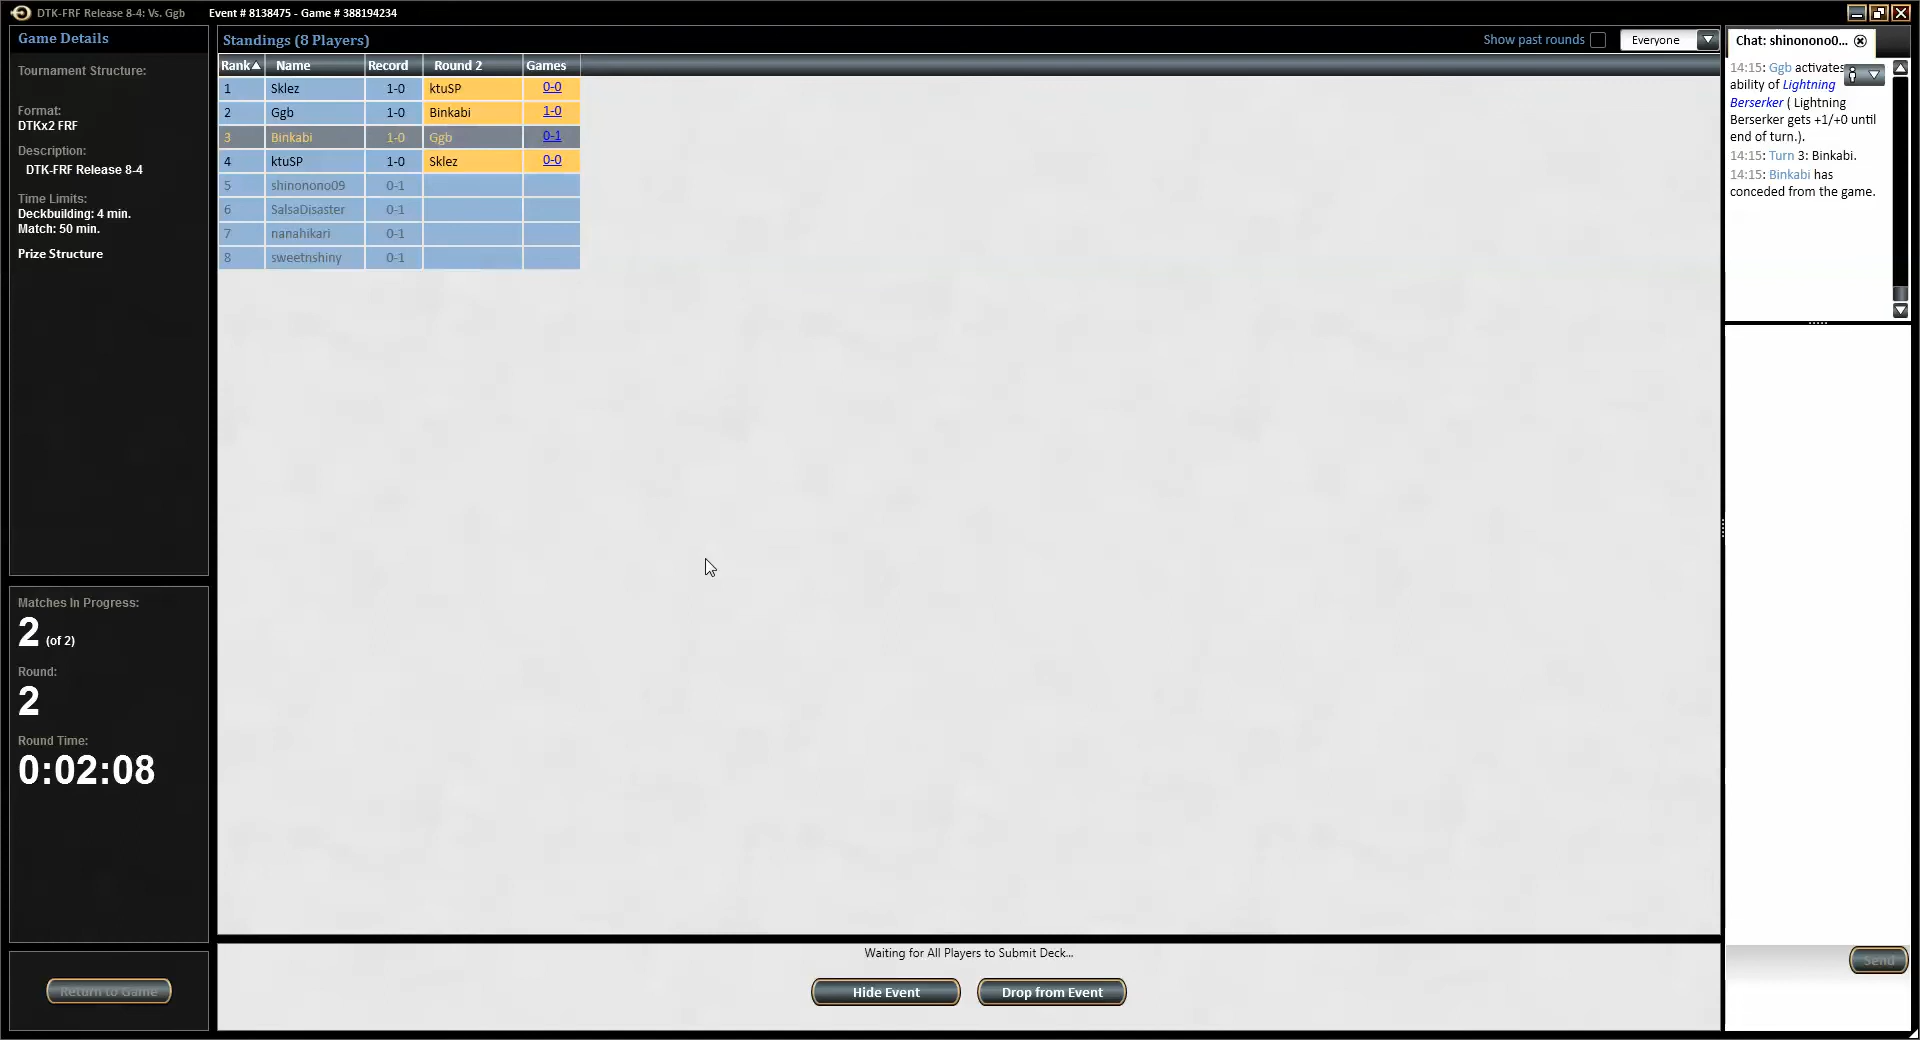 DTK-FRF Release 8-4: Vs. Ggb Event # 8138475 - Game # 388194234
Game Details
Tournament Structure:
Format:
DTKx2 FRF
Description:
DTK-FRF Release 8-4
Time Limits:
Deckbuilding: 4 min.
Match: 50 min.
Prize Structure
Matches In Progress:
2 (of 2)
Round:
2
Round Time:
0:02:08
Return to Game
Standings (8 Players)
Show past rounds
Everyone
Rank Name Record Round 2 Games
1 Sklez 1-0 ktuSP 0-0
2 Ggb 1-0 Binkabi 1-0
3 Binkabi 1-0 Ggb 0-1
4 ktuSP 1-0 Sklez 0-0
5 shinonono09 0-1
6 SalsaDisaster 0-1
7 nanahikari 0-1
8 sweetnshiny 0-1
Waiting for All Players to Submit Deck...
Hide Event
Drop from Event
Chat: shinonono0...
14:15: Ggb activates
ability of Lightning
Berserker ( Lightning
Berserker gets +1/+0 until
end of turn.).
14:15: Turn 3: Binkabi.
14:15: Binkabi has
conceded from the game.
Send